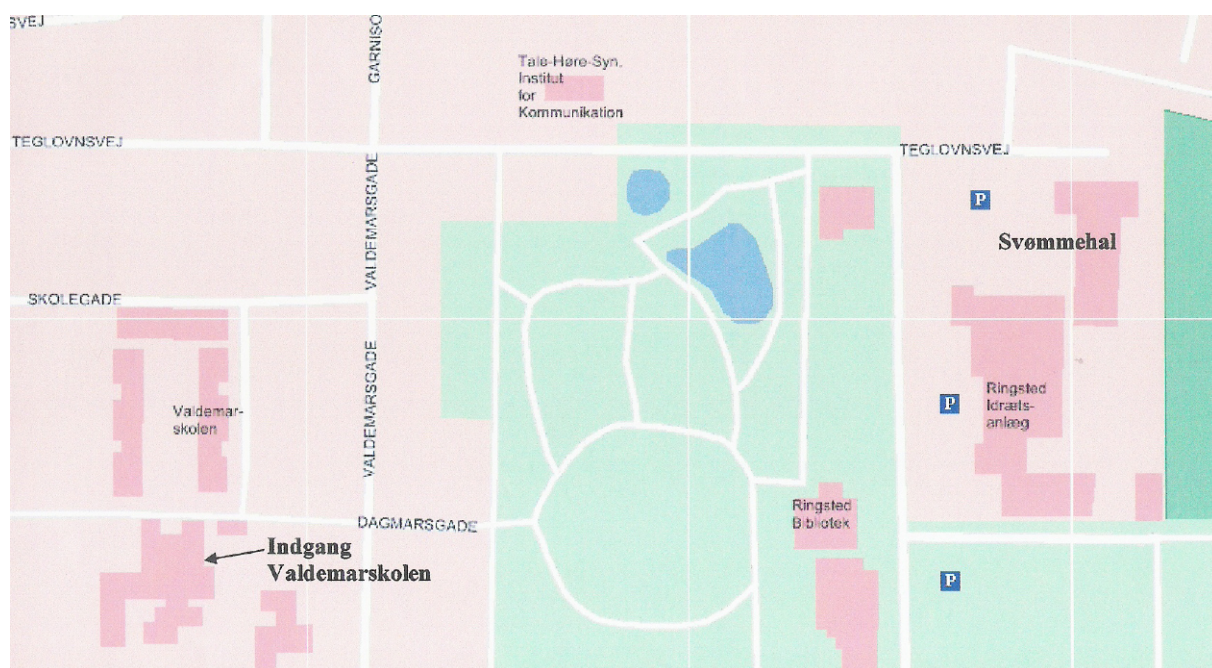 SVEJ
GARNISO
Tale-Høre-Syn.
Institut
for
Kommunikation
TEGLOVNSVEJ
TEGLOVNSVEJ
VALDEMARSGADE
P
Svømmehal
SKOLEGADE
VALDEMARSGADE
Valdemar-
skolen
P
Ringsted
Idræts-
anlæg
Ringsted
Bibliotek
DAGMARSGADE
Indgang
Valdemarskolen
P